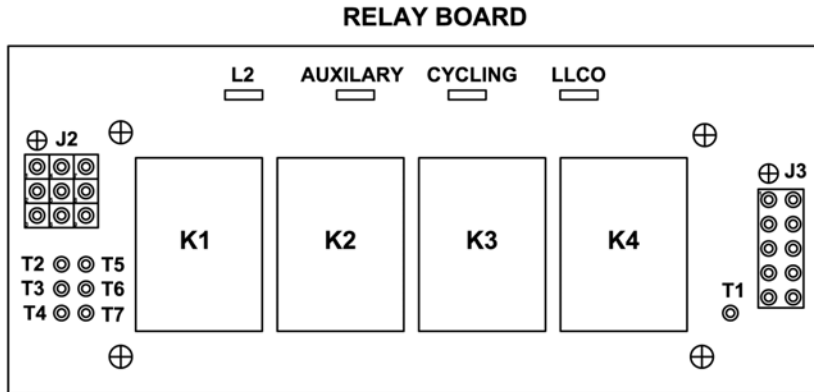 RELAY BOARD
L2 AUXILARY CYCLING LLCO
J2
J3
K1 K2 K3 K4
T2 T5
T3 T6
T4 T7
T1